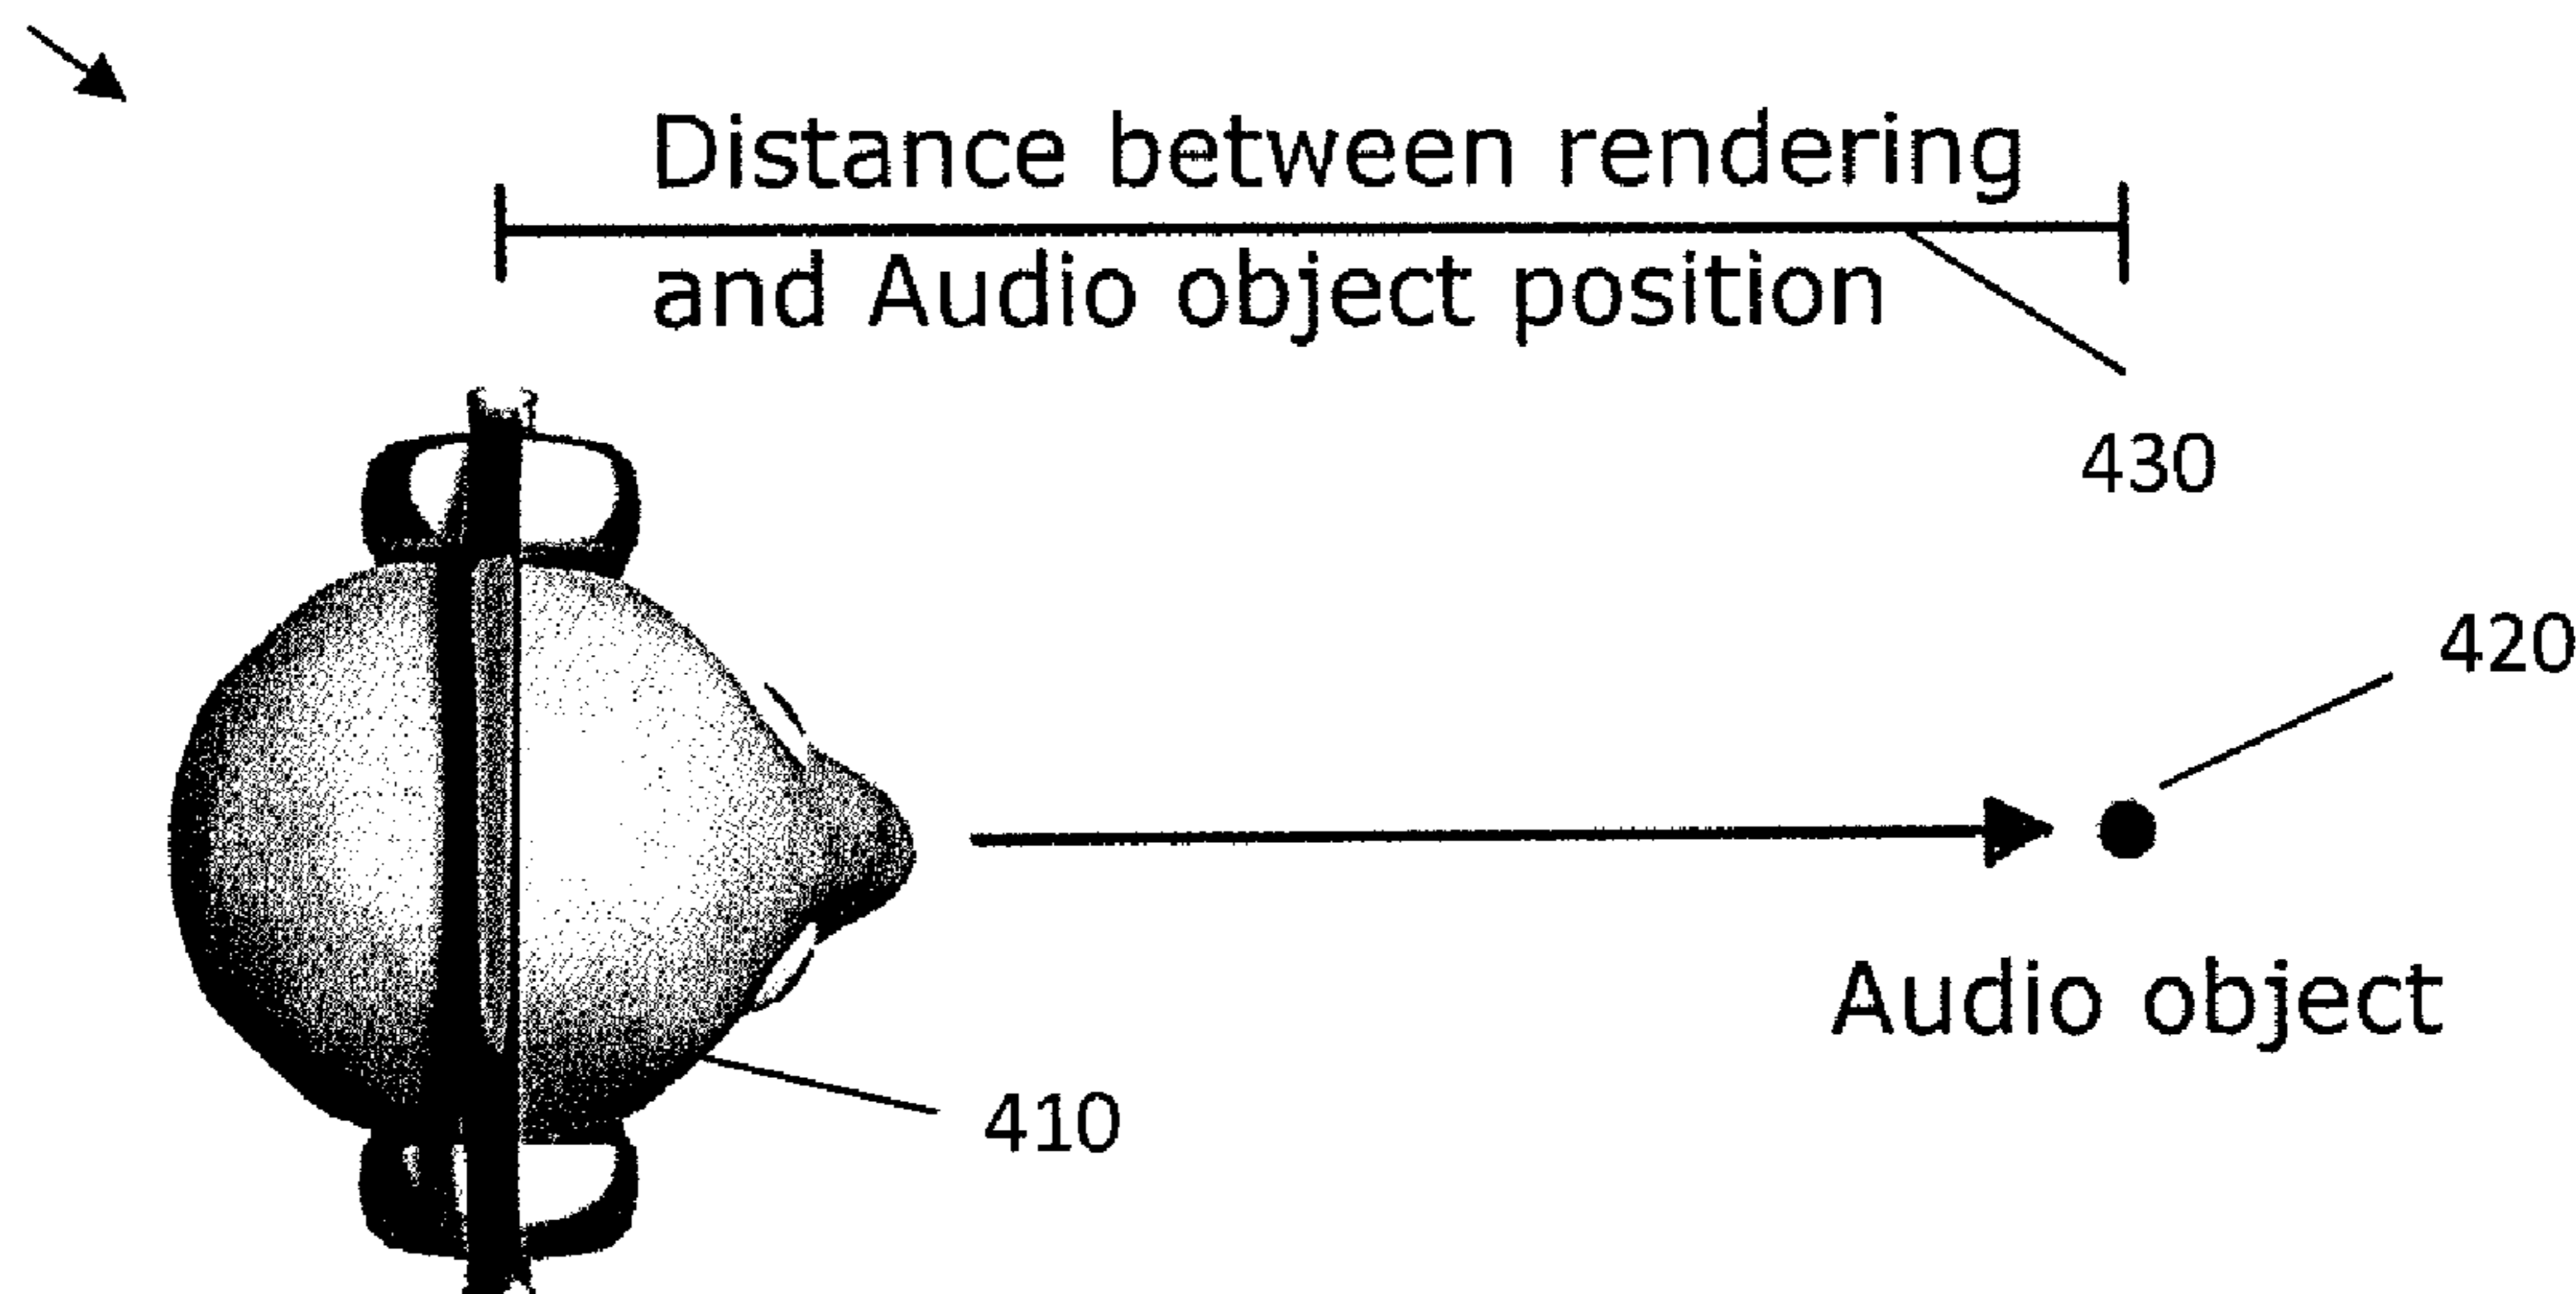 Distance between rendering
and Audio object position
430
420
Audio object
410